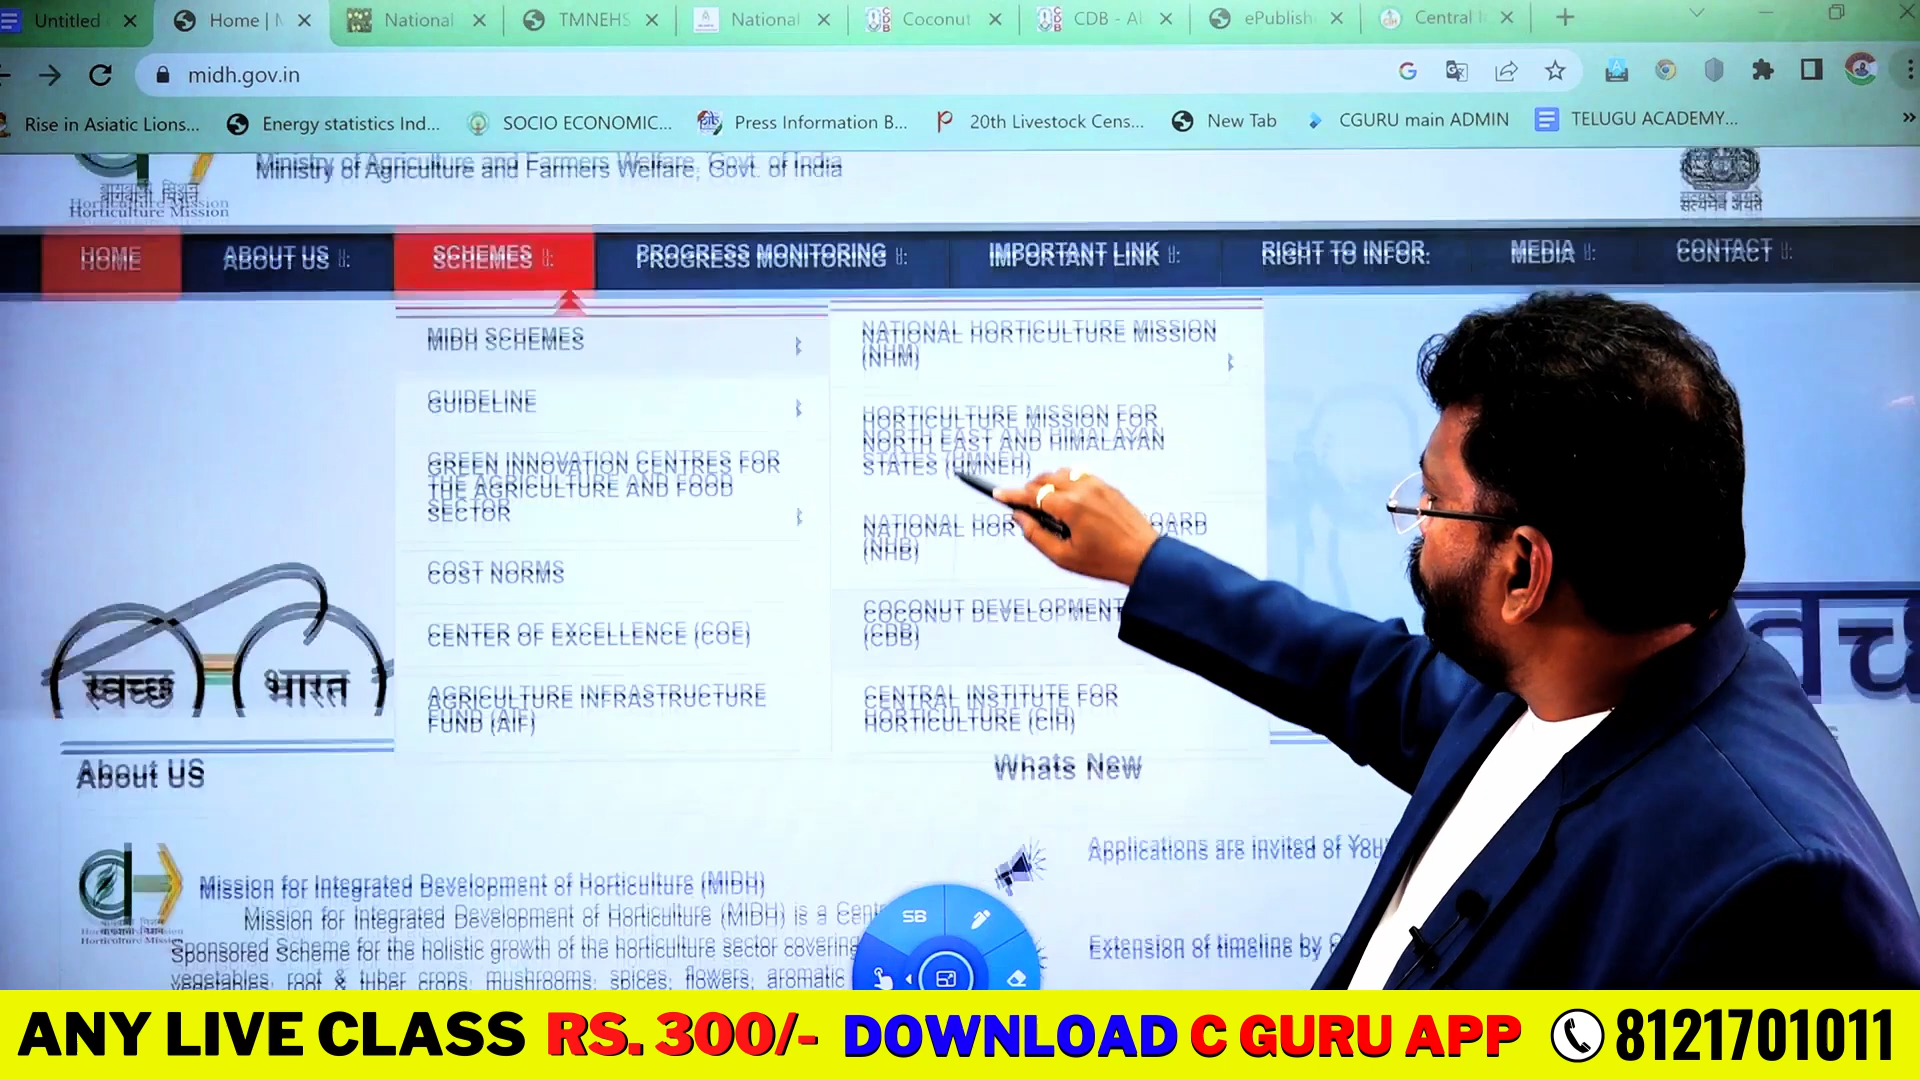 Untitled
Home |
National
TMNEHS
National
Coconut
CDB - Al
ePublish
Central I
midh.gov.in
Rise in Asiatic Lions...
Energy statistics Ind...
SOCIO ECONOMIC...
Press Information B...
20th Livestock Cens...
New Tab
CGURU main ADMIN
TELUGU ACADEMY...
Ministry of Agriculture and Farmers Welfare, Govt. of India
बागवानी मिशन
Horticulture Mission
सत्यमेव जयते
HOME
ABOUT US
SCHEMES
PROGRESS MONITORING
IMPORTANT LINK
RIGHT TO INFOR.
MEDIA
CONTACT
MIDH SCHEMES
GUIDELINE
GREEN INNOVATION CENTRES FOR
THE AGRICULTURE AND FOOD
SECTOR
COST NORMS
CENTER OF EXCELLENCE (COE)
AGRICULTURE INFRASTRUCTURE
FUND (AIF)
NATIONAL HORTICULTURE MISSION
(NHM)
HORTICULTURE MISSION FOR
NORTH EAST AND HIMALAYAN
STATES (HMNEH)
NATIONAL HOR ARD
(NHB)
COCONUT DEVELOPMENT
(CDB)
CENTRAL INSTITUTE FOR
HORTICULTURE (CIH)
स्वच्छ भारत
About US
Whats New
Mission for Integrated Development of Horticulture (MIDH)
Mission for Integrated Development of Horticulture (MIDH) is a Cent
Sponsored Scheme for the holistic growth of the horticulture sector covering
vegetables, root & tuber crops, mushrooms, spices, flowers, aromatic
Applications are invited of You
Extension of timeline by
SB
ANY LIVE CLASS RS. 300/- DOWNLOAD C GURU APP 8121701011